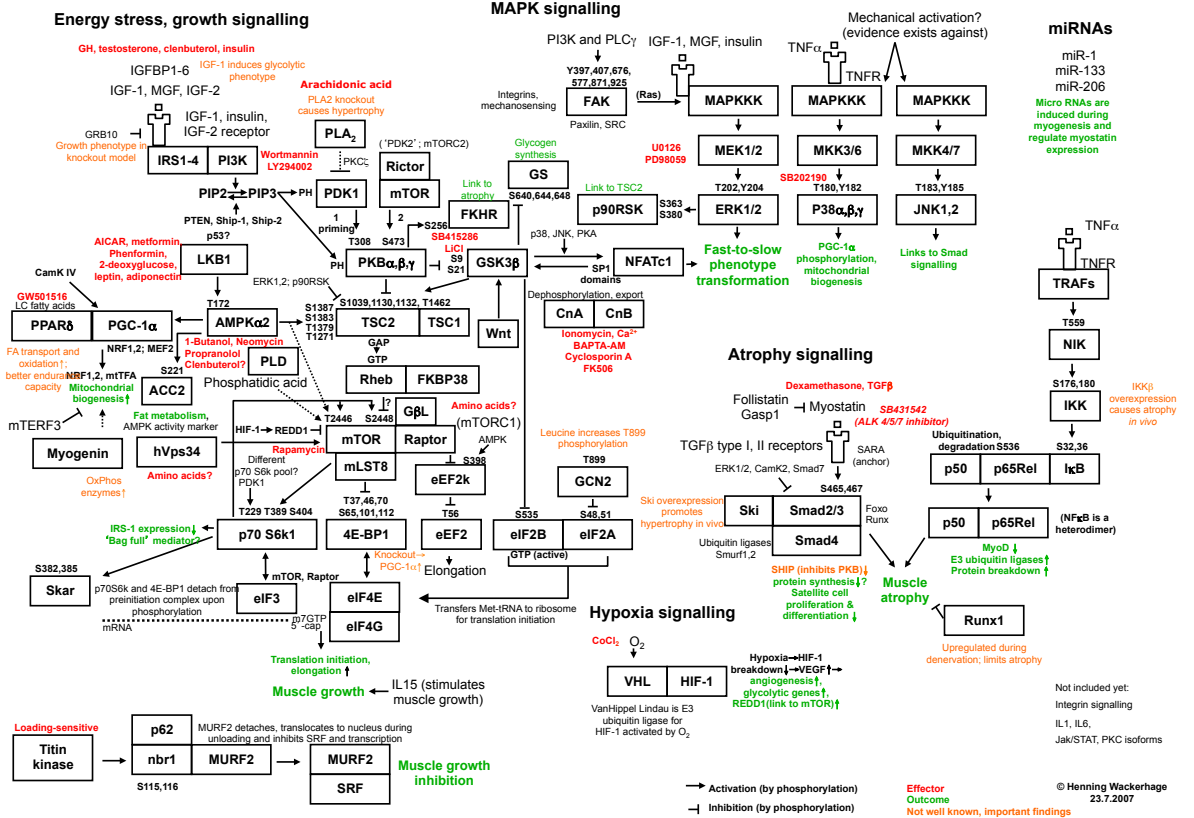 Energy stress, growth signalling
GH, testosterone, clenbuterol, insulin
IGFBP1-6
IGF-1, MGF, IGF-2
IGF-1 induces glycolytic
phenotype
GRB10
Growth phenotype in
knockout model
IGF-1, insulin,
IGF-2 receptor
IRS1-4
PI3K
Wortmannin
LY294002
PIP2
PIP3
PH
PTEN, Ship-1, Ship-2
Arachidonic acid
PLA2 knockout
causes hypertrophy
PLA2
PKCζ
PDK1
1
priming
T308
('PDK2'; mTORC2)
Rictor
mTOR
2
S473
PH
PKBα,β,γ
S256
Link to
atrophy
FKHR
Glycogen
synthesis
GS
S640,644,648
SB415286
LiCl
S9
S21
GSK3β
p38, JNK, PKA
SP1
domains
NFATc1
Dephosphorylation, export
CnA
CnB
Ionomycin, Ca2+
BAPTA-AM
Cyclosporin A
FK506
Wnt
AICAR, metformin,
Phenformin,
2-deoxyglucose,
leptin, adiponectin
p53?
LKB1
CamK IV
GW501516
LC fatty acids
PPARδ
PGC-1α
T172
AMPKα2
ERK1,2; p90RSK
S1387
S1383
T1379
T1271
S1039,1130,1132, T1462
TSC2
TSC1
GAP
GTP
Rheb
FKBP38
NRF1,2; MEF2
FA transport and
oxidation↑;
better endurance
capacity
NRF1,2, mtTFA
Mitochondrial
biogenesis↑
S221
ACC2
Fat metabolism,
AMPK activity marker
1-Butanol, Neomycin
Propranolol
Clenbuterol?
PLD
Phosphatidic acid
mTERF3
Myogenin
OxPhos
enzymes↑
hVps34
Amino acids?
HIF-1
REDD1
Rapamycin
T2446
S2448
?
GβL
mTOR
Raptor
mLST8
Amino acids?
(mTORC1)
AMPK
S398
eEF2k
T56
eEF2
Elongation
Different
p70 S6k pool?
PDK1
T229 T389 S404
p70 S6k1
T37,46,70
S65,101,112
4E-BP1
Knockout→
PGC-1α↑
IRS-1 expression↓
'Bag full' mediator?
S382,385
Skar
p70S6k and 4E-BP1 detach from
preinitiation complex upon
phosphorylation
mRNA
mTOR, Raptor
eIF3
eIF4E
eIF4G
m7GTP
5'-cap
Leucine increases T899
phosphorylation
T899
GCN2
S535
S48,51
eIF2B
eIF2A
GTP (active)
Transfers Met-tRNA to ribosome
for translation initiation
Translation initiation,
elongation ↑
Muscle growth
IL15 (stimulates
muscle growth)
Loading-sensitive
Titin
kinase
p62
nbr1
MURF2
S115,116
MURF2 detaches, translocates to nucleus during
unloading and inhibits SRF and transcription
MURF2
SRF
Muscle growth
inhibition
MAPK signalling
PI3K and PLCγ
Y397,407,676,
577,871,925
Integrins,
mechanosensing
FAK
Paxilin, SRC
(Ras)
IGF-1, MGF, insulin
MAPKKK
U0126
PD98059
MEK1/2
T202,Y204
ERK1/2
S363
S380
Link to TSC2
p90RSK
Fast-to-slow
phenotype
transformation
TNFα
TNFR
MAPKKK
MKK3/6
SB202190
T180,Y182
P38α,β,γ
PGC-1α
phosphorylation,
mitochondrial
biogenesis
Mechanical activation?
(evidence exists against)
MAPKKK
MKK4/7
T183,Y185
JNK1,2
Links to Smad
signalling
miRNAs
miR-1
miR-133
miR-206
Micro RNAs are
induced during
myogenesis and
regulate myostatin
expression
Atrophy signalling
Dexamethasone, TGFβ
Follistatin
Gasp1
Myostatin
SB431542
(ALK 4/5/7 inhibitor)
TGFβ type I, II receptors
SARA
(anchor)
ERK1/2, CamK2, Smad7
S465,467
Ski overexpression
promotes
hypertrophy in vivo
Ski
Smad2/3
Smad4
Foxo
Runx
Ubiquitin ligases
Smurf1,2
SHIP (inhibits PKB)↓
protein synthesis↓?
Satellite cell
proliferation &
differentiation ↓
Muscle
atrophy
TNFα
TNFR
TRAFs
T559
NIK
S176,180
IKK
IKKβ
overexpression
causes atrophy
in vivo
Ubiquitination,
degradation S536
S32,36
p50
p65Rel
IκB
p50
p65Rel
(NFκB is a
heterodimer)
MyoD ↓
E3 ubiquitin ligases↑
Protein breakdown ↑
Runx1
Upregulated during
denervation; limits atrophy
Hypoxia signalling
CoCl2
O2
VHL
HIF-1
VanHippel Lindau is E3
ubiquitin ligase for
HIF-1 activated by O2
Hypoxia→HIF-1
breakdown↓→VEGF↑→
angiogenesis↑,
glycolytic genes↑,
REDD1(link to mTOR)↑
Not included yet:
Integrin signalling
IL1, IL6,
Jak/STAT, PKC isoforms
Activation (by phosphorylation)
Inhibition (by phosphorylation)
Effector
Outcome
Not well known, important findings
© Henning Wackerhage
23.7.2007